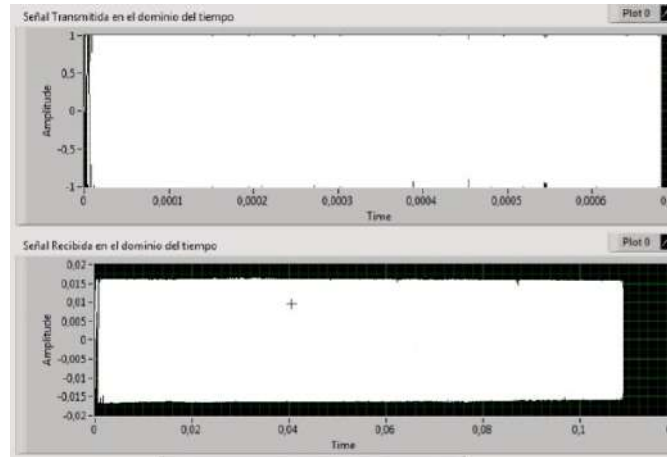 Señal Transmitida en el dominio del tiempo
Plot 0
Amplitude
1
0,5
0
-0,5
-1
0 0,0001 0,0002 0,0003 0,0004 0,0005 0,0006
Time
Señal Recibida en el dominio del tiempo
Plot 0
Amplitude
0,02
0,015
0,01
0,005
0
-0,005
-0,01
-0,015
-0,02
0 0,02 0,04 0,06 0,08 0,1
Time